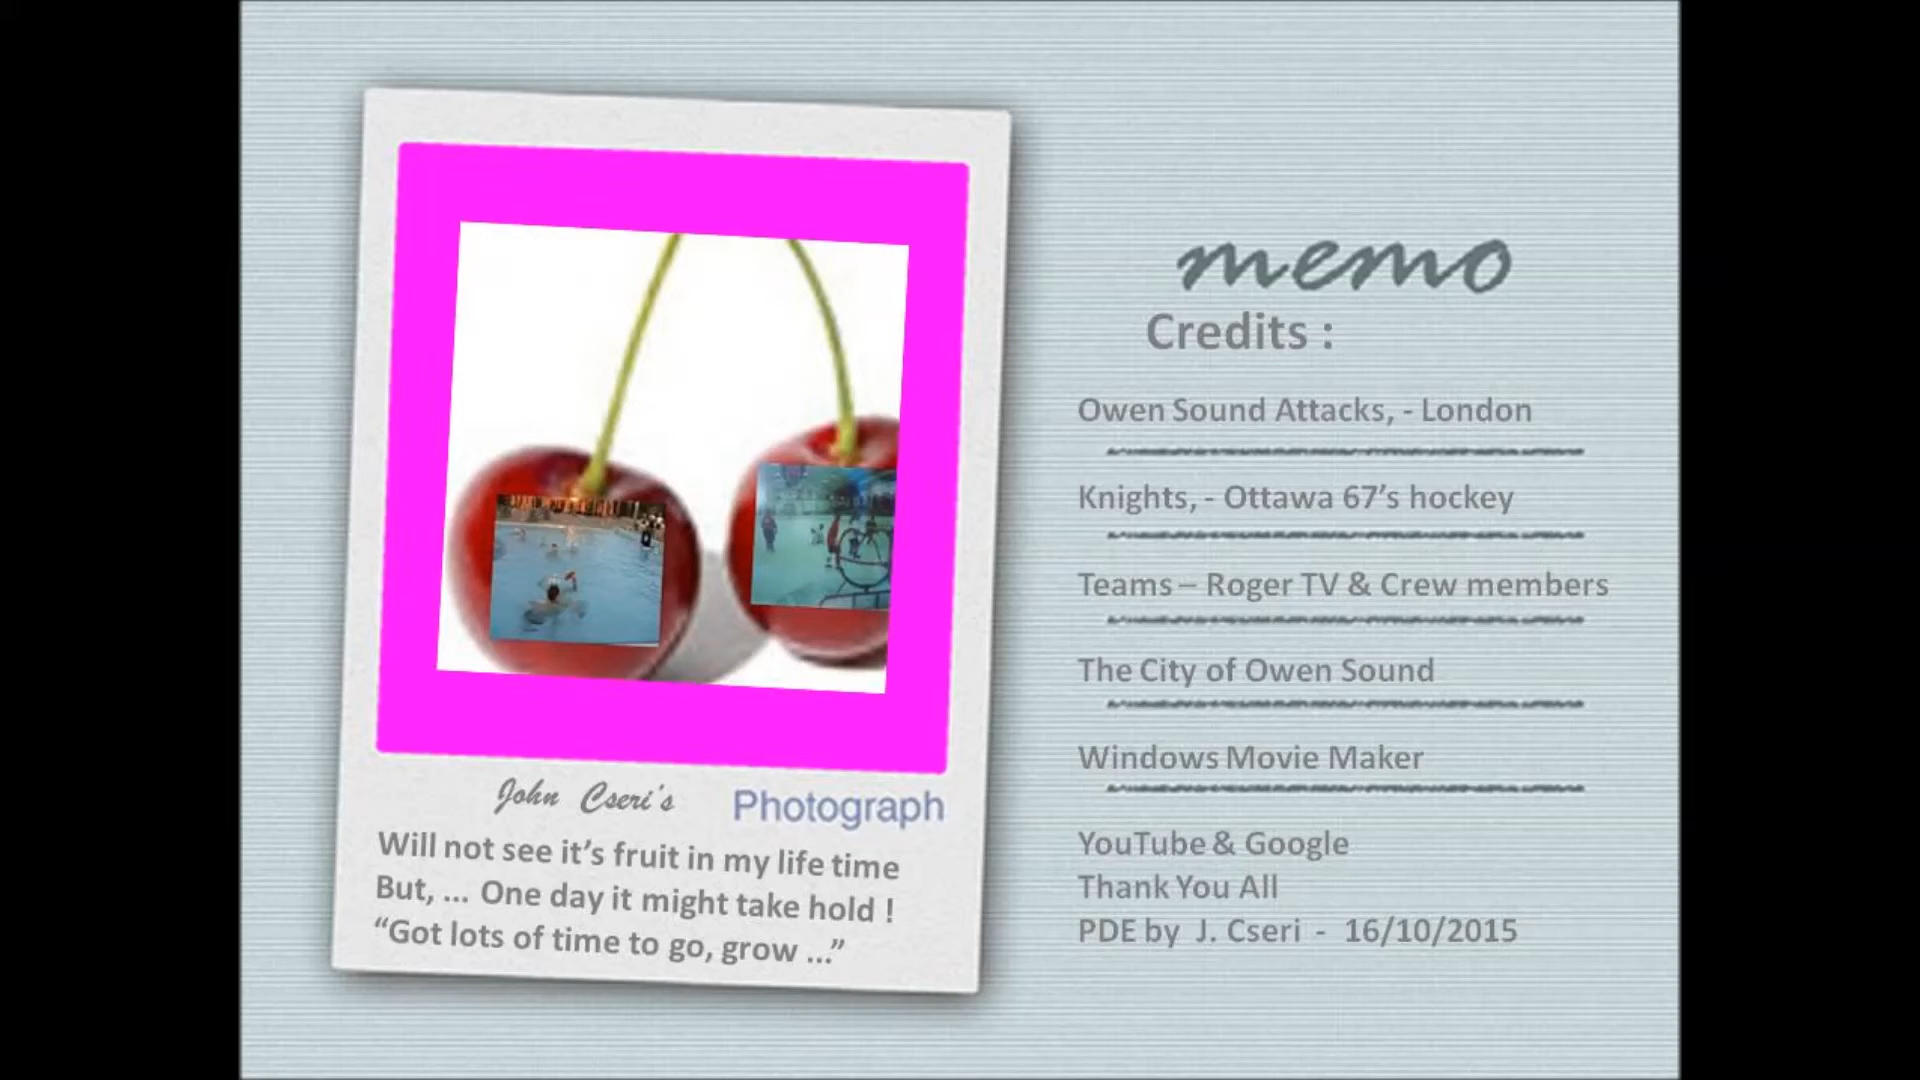 John Cseri's Photograph
Will not see it’s fruit in my life time
But, ... One day it might take hold !
“Got lots of time to go, grow ...”
memo
Credits :
Owen Sound Attacks, - London
Knights, - Ottawa 67’s hockey
Teams – Roger TV & Crew members
The City of Owen Sound
Windows Movie Maker
YouTube & Google
Thank You All
PDE by J. Cseri - 16/10/2015